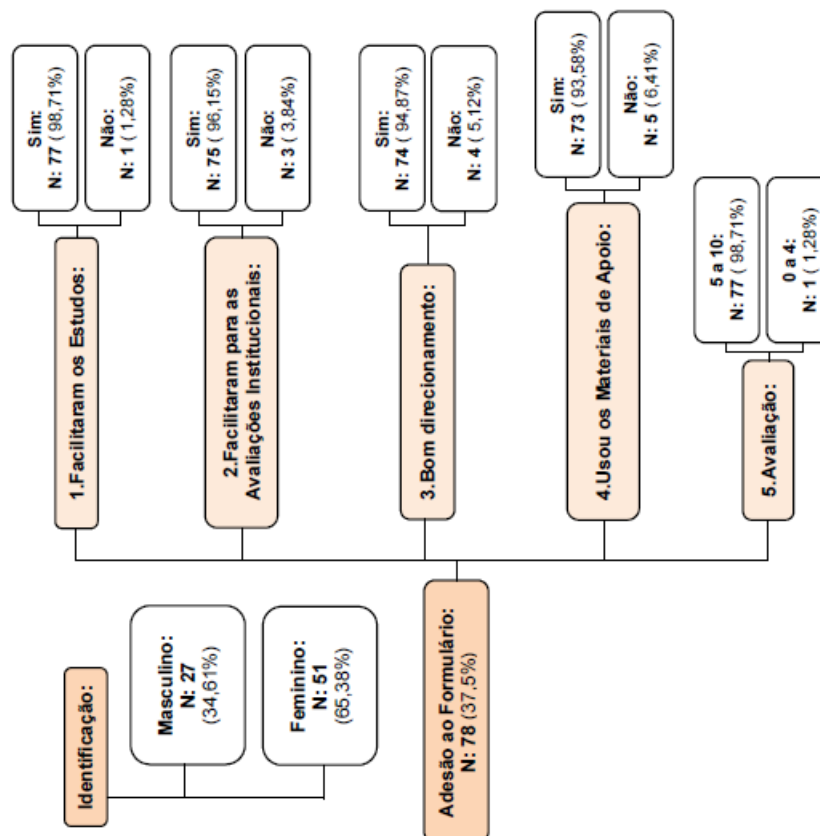 Identificação:
Masculino:
N: 27
(34,61%)
Feminino:
N: 51
(65,38%)
Adesão ao Formulário:
N: 78 (37,5%)
1.Facilitaram os Estudos:
Sim:
N: 77 ( 98,71%)
Não:
N: 1 ( 1,28%)
2.Facilitaram para as
Avaliações Institucionais:
Sim:
N: 75 ( 96,15%)
Não:
N: 3 ( 3,84%)
3.Bom direcionamento:
Sim:
N: 74 ( 94,87%)
Não:
N: 4 ( 5,12%)
4.Usou os Materiais de Apoio:
Sim:
N: 73 ( 93,58%)
Não:
N: 5 ( 6,41%)
5.Avaliação:
5 a 10:
N: 77 ( 98,71%)
0 a 4:
N: 1 ( 1,28%)